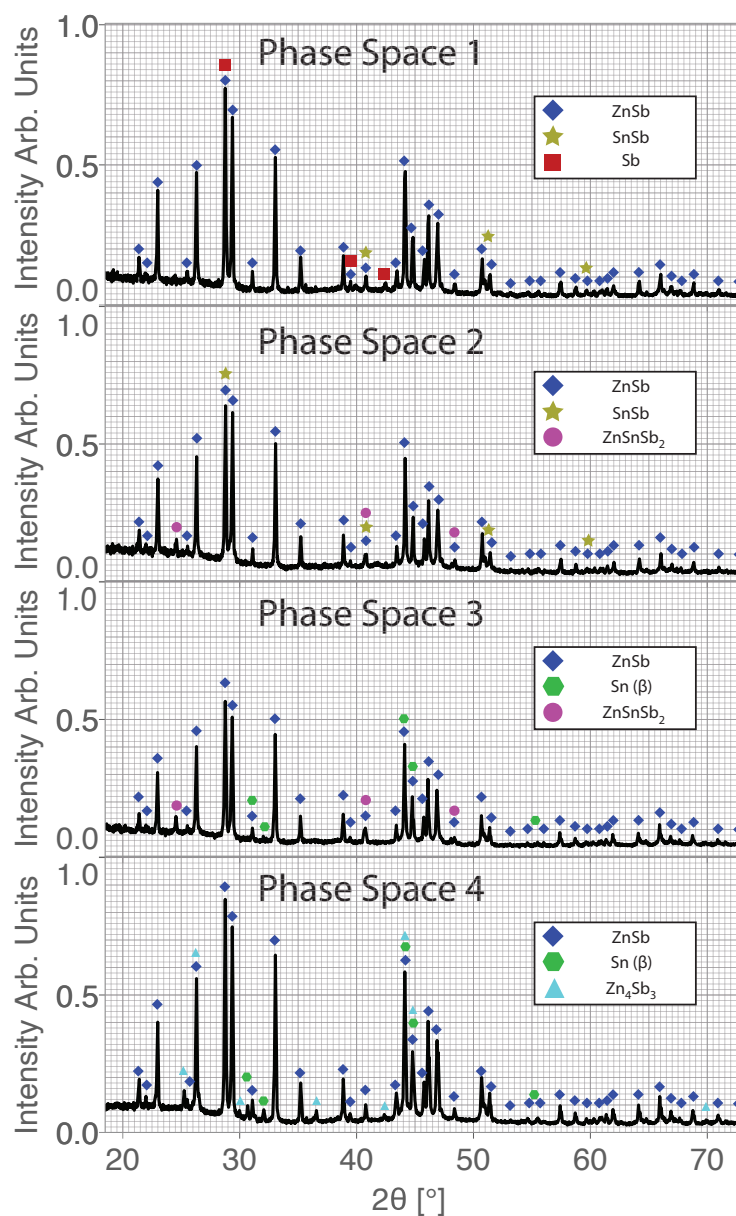 Intensity Arb. Units
1.0
0.5
0.0
Phase Space 1
ZnSb
SnSb
Sb
Intensity Arb. Units
1.0
0.5
0.0
Phase Space 2
ZnSb
SnSb
ZnSnSb₂
Intensity Arb. Units
1.0
0.5
0.0
Phase Space 3
ZnSb
Sn (β)
ZnSnSb₂
Intensity Arb. Units
1.0
0.5
0.0
Phase Space 4
ZnSb
Sn (β)
Zn₄Sb₃
20 30 40 50 60 70
2θ [°]